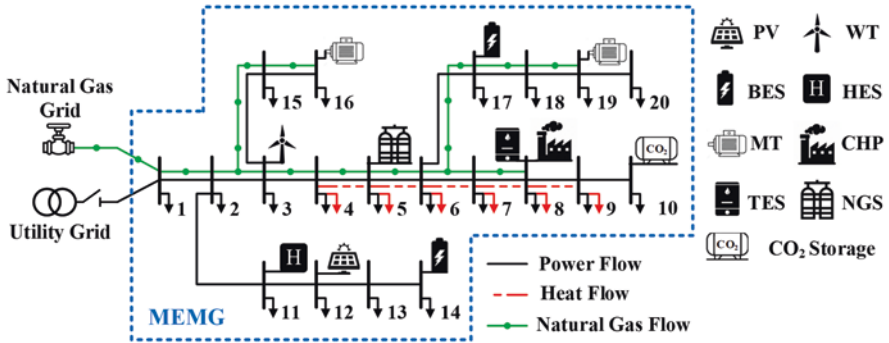 Natural Gas
Grid
Utility Grid
15
16
17
18
19
20
1
2
3
4
5
6
7
8
9
10
CO₂
H
11
12
13
14
MEMG
Power Flow
Heat Flow
Natural Gas Flow
PV
WT
BES
H
HES
MT
CHP
TES
NGS
CO₂
CO₂ Storage